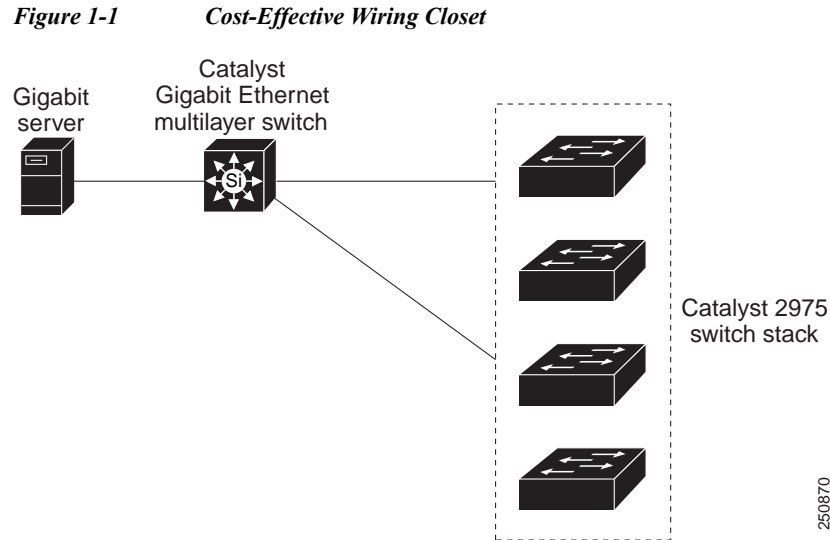 Figure 1-1 Cost-Effective Wiring Closet
Gigabit
server
Catalyst
Gigabit Ethernet
multilayer switch
Si
Catalyst 2975
switch stack
250870